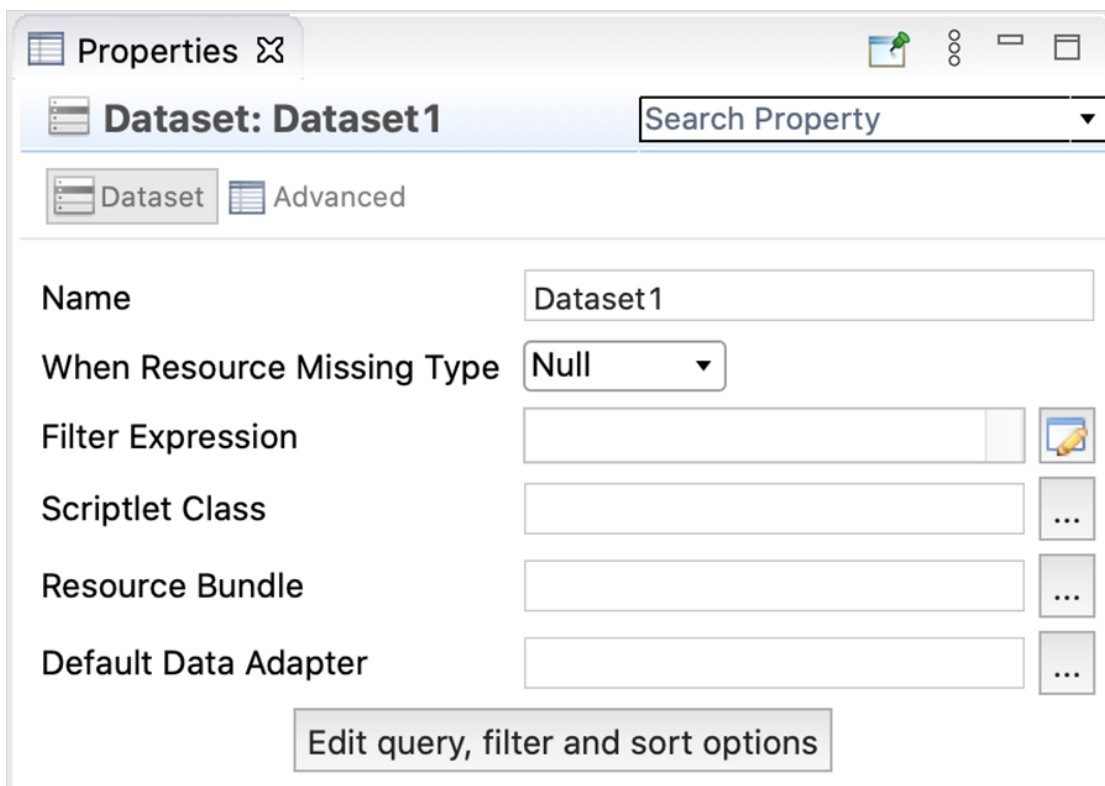 Properties
Dataset: Dataset1 Search Property
Dataset Advanced
Name Dataset1
When Resource Missing Type Null
Filter Expression
Scriptlet Class ...
Resource Bundle ...
Default Data Adapter ...
Edit query, filter and sort options